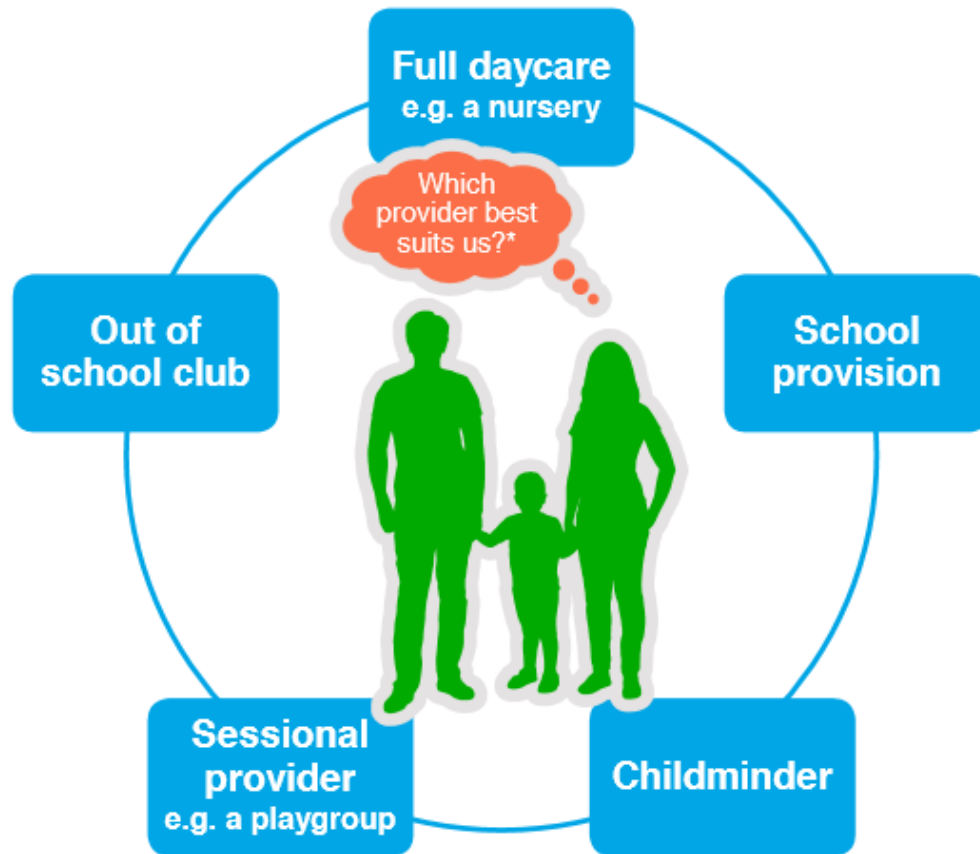 Full daycare
e.g. a nursery
Which
provider best
suits us?*
Out of
school club
School
provision
Sessional
provider
e.g. a playgroup
Childminder